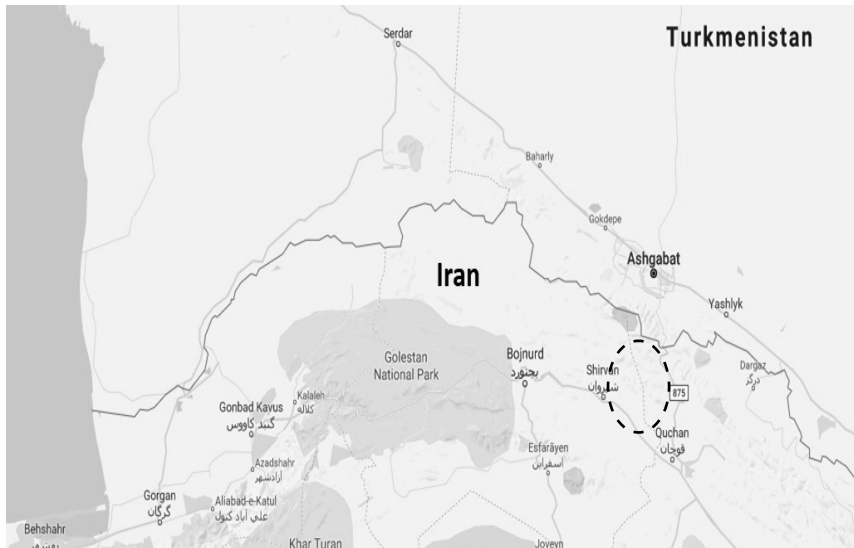 Serdar
Turkmenistan
Baharly
Gokdepe
Ashgabat
Iran
Yashlyk
Golestan
National Park
Bojnurd
بجنورد
Shirvan
شیروان
Dargaz
درگز
875
Kalaleh
کلاله
Gonbad Kavus
گنبد کاووس
Quchan
قوچان
Esfarāyen
اسفراین
Azadshahr
آزادشهر
Gorgan
گرگان
Aliabad-e-Katul
علي آباد کتول
Behshahr
Khar Turan
Joveyn